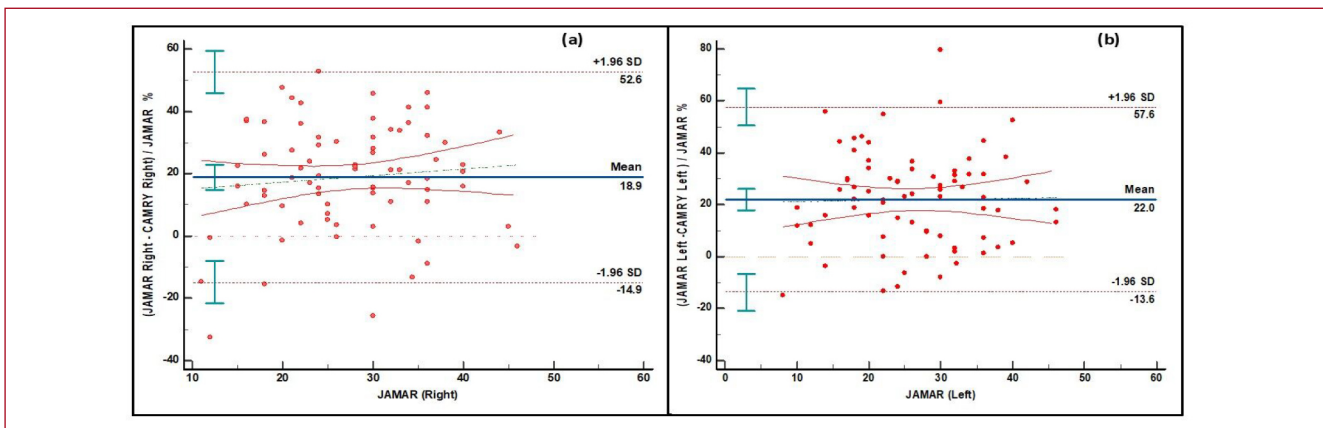 (a)
(JAMAR Right - CAMRY Right) / JAMAR %
60
40
20
0
-20
-40
+1.96 SD
52.6
Mean
18.9
-1.96 SD
-14.9
10 20 30 40 50 60
JAMAR (Right)
(b)
(JAMAR Left -CAMRY Left ) / JAMAR %
80
60
40
20
0
-20
-40
+1.96 SD
57.6
Mean
22.0
-1.96 SD
-13.6
0 10 20 30 40 50 60
JAMAR (Left)